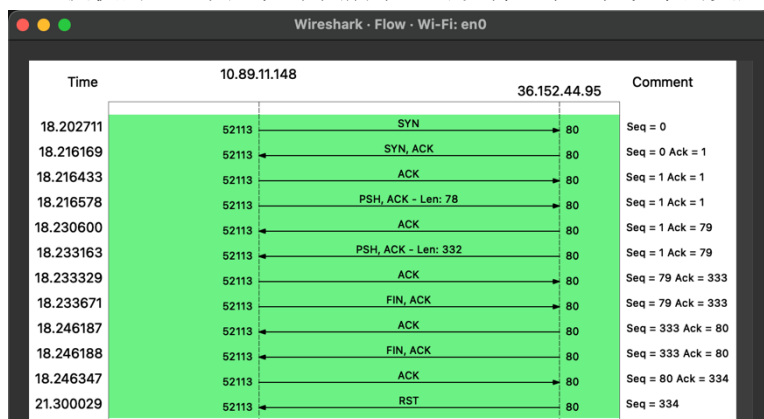 Wireshark · Flow · Wi-Fi: en0
Time 10.89.11.148 36.152.44.95 Comment
18.202711 52113 SYN 80 Seq = 0
18.216169 52113 SYN, ACK 80 Seq = 0 Ack = 1
18.216433 52113 ACK 80 Seq = 1 Ack = 1
18.216578 52113 PSH, ACK - Len: 78 80 Seq = 1 Ack = 1
18.230600 52113 ACK 80 Seq = 1 Ack = 79
18.233163 52113 PSH, ACK - Len: 332 80 Seq = 1 Ack = 79
18.233329 52113 ACK 80 Seq = 79 Ack = 333
18.233671 52113 FIN, ACK 80 Seq = 79 Ack = 333
18.246187 52113 ACK 80 Seq = 333 Ack = 80
18.246188 52113 FIN, ACK 80 Seq = 333 Ack = 80
18.246347 52113 ACK 80 Seq = 80 Ack = 334
21.300029 52113 RST 80 Seq = 334